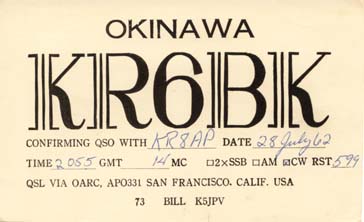 OKINAWA
KR6BK
CONFIRMING QSO WITH KR8AP DATE 28 July 62
TIME 2055 GMT 14 MC ☐2×SSB ☐AM ☑CW RST 599
QSL VIA OARC, APO331 SAN FRANCISCO. CALIF. USA
73 BILL K5JPV